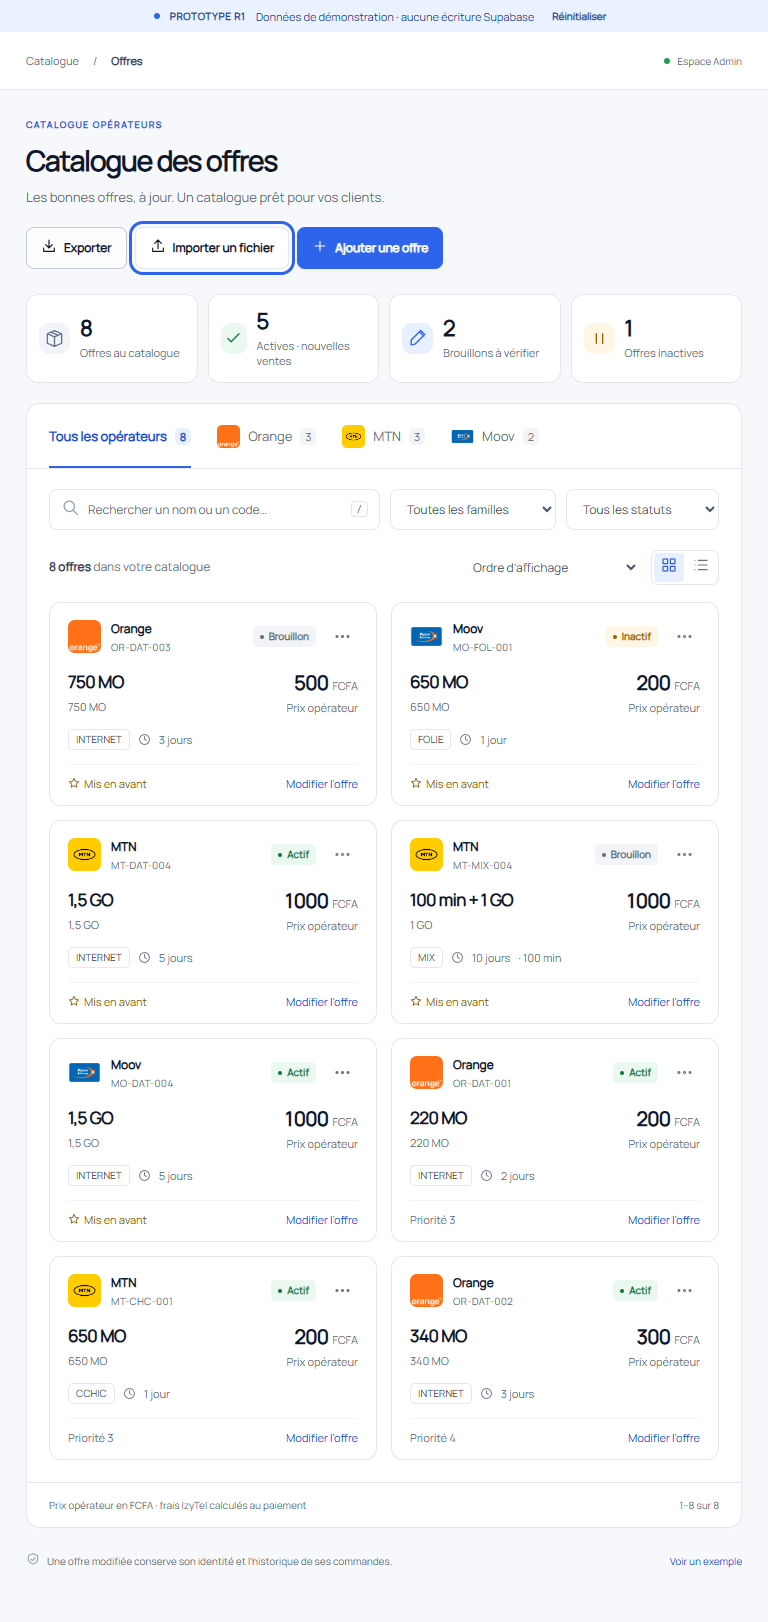 PROTOTYPE R1 Données de démonstration · aucune écriture Supabase Réinitialiser
Catalogue / Offres
Espace Admin
CATALOGUE OPÉRATEURS
Catalogue des offres
Les bonnes offres, à jour. Un catalogue prêt pour vos clients.
Exporter Importer un fichier Ajouter une offre
8
Offres au catalogue
5
Actives · nouvelles
ventes
2
Brouillons à vérifier
1
Offres inactives
Tous les opérateurs 8 orange Orange 3 MTN MTN 3 Moov 2
Rechercher un nom ou un code... / Toutes les familles Tous les statuts
8 offres dans votre catalogue Ordre d'affichage
orange
Orange
OR-DAT-003
Brouillon
750 MO 500 FCFA
750 MO Prix opérateur
INTERNET 3 jours
Mis en avant Modifier l'offre
Moov
MO-FOL-001
Inactif
650 MO 200 FCFA
650 MO Prix opérateur
FOLIE 1 jour
Mis en avant Modifier l'offre
MTN
MTN
MT-DAT-004
Actif
1,5 GO 1000 FCFA
1,5 GO Prix opérateur
INTERNET 5 jours
Mis en avant Modifier l'offre
MTN
MTN
MT-MIX-004
Brouillon
100 min + 1 GO 1000 FCFA
1 GO Prix opérateur
MIX 10 jours · 100 min
Mis en avant Modifier l'offre
Moov
MO-DAT-004
Actif
1,5 GO 1000 FCFA
1,5 GO Prix opérateur
INTERNET 5 jours
Mis en avant Modifier l'offre
orange
Orange
OR-DAT-001
Actif
220 MO 200 FCFA
220 MO Prix opérateur
INTERNET 2 jours
Priorité 3 Modifier l'offre
MTN
MTN
MT-CHC-001
Actif
650 MO 200 FCFA
650 MO Prix opérateur
CCHIC 1 jour
Priorité 3 Modifier l'offre
orange
Orange
OR-DAT-002
Actif
340 MO 300 FCFA
340 MO Prix opérateur
INTERNET 3 jours
Priorité 4 Modifier l'offre
Prix opérateur en FCFA · frais IzyTel calculés au paiement 1–8 sur 8
Une offre modifiée conserve son identité et l'historique de ses commandes. Voir un exemple